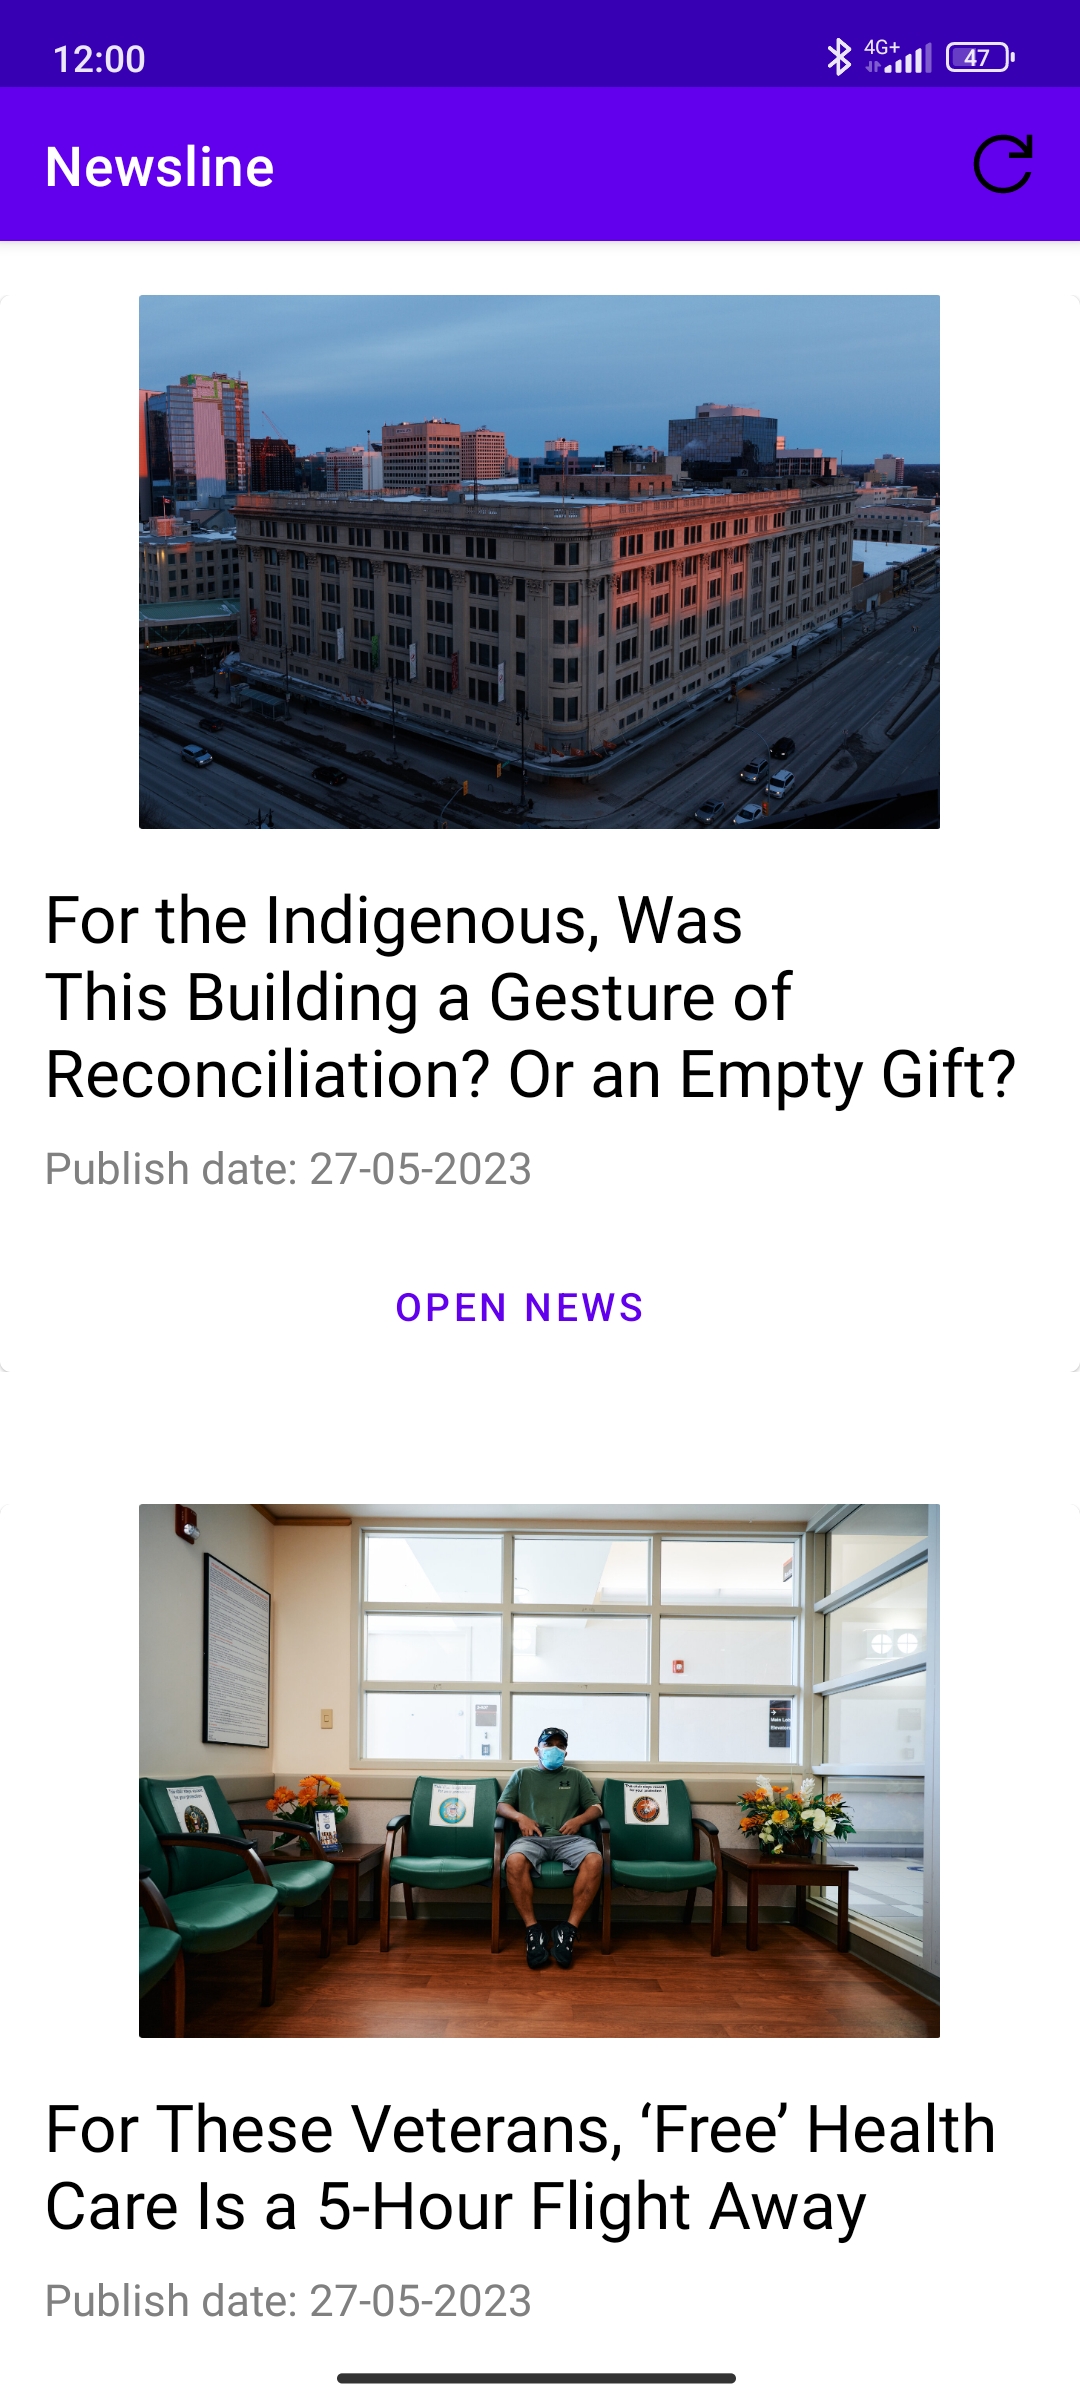 12:00
4G+
47
Newsline
For the Indigenous, Was
This Building a Gesture of
Reconciliation? Or an Empty Gift?
Publish date: 27-05-2023
OPEN NEWS
For These Veterans, ‘Free’ Health
Care Is a 5-Hour Flight Away
Publish date: 27-05-2023